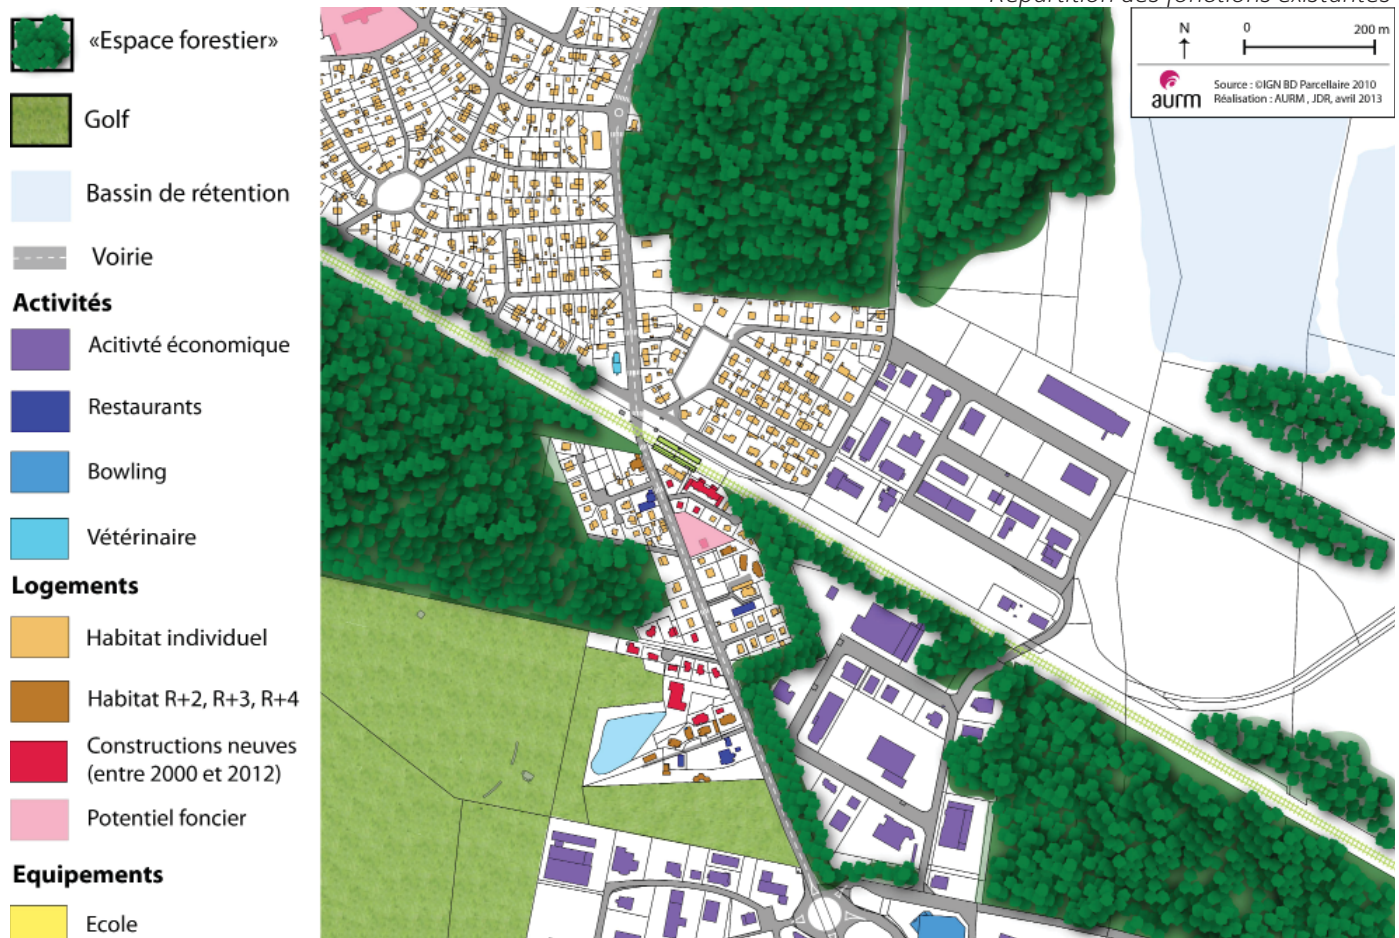 Répartition des fonctions existantes
«Espace forestier»
Golf
Bassin de rétention
Voirie
Activités
Acitivté économique
Restaurants
Bowling
Vétérinaire
Logements
Habitat individuel
Habitat R+2, R+3, R+4
Constructions neuves
(entre 2000 et 2012)
Potentiel foncier
Equipements
Ecole
N
0
200 m
aurm
Source : ©IGN BD Parcellaire 2010
Réalisation : AURM , JDR, avril 2013